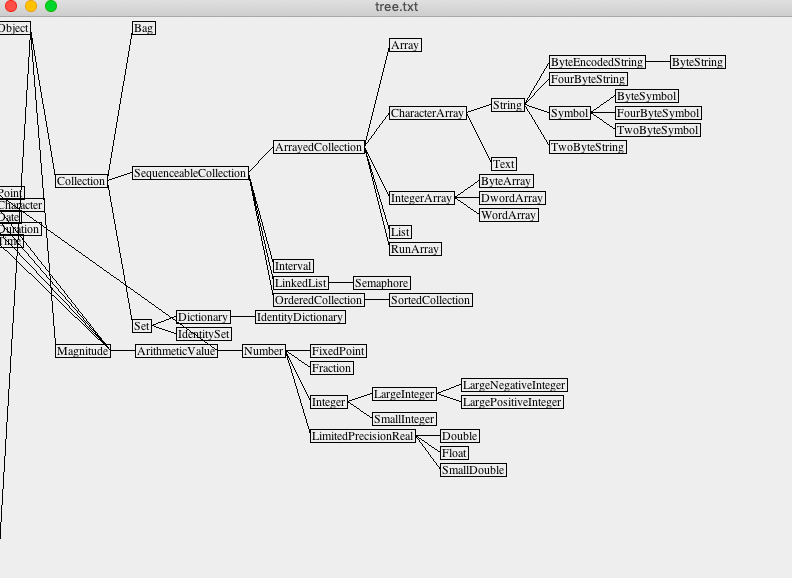 tree.txt
Object
Bag
Array
ByteEncodedString
ByteString
FourByteString
CharacterArray
String
Symbol
ByteSymbol
FourByteSymbol
TwoByteSymbol
TwoByteString
ArrayedCollection
Text
Collection
SequenceableCollection
IntegerArray
ByteArray
DwordArray
WordArray
Point
Character
Date
Duration
Time
List
RunArray
Interval
LinkedList
Semaphore
OrderedCollection
SortedCollection
Set
Dictionary
IdentityDictionary
IdentitySet
Magnitude
ArithmeticValue
Number
FixedPoint
Fraction
Integer
LargeInteger
LargeNegativeInteger
LargePositiveInteger
SmallInteger
LimitedPrecisionReal
Double
Float
SmallDouble